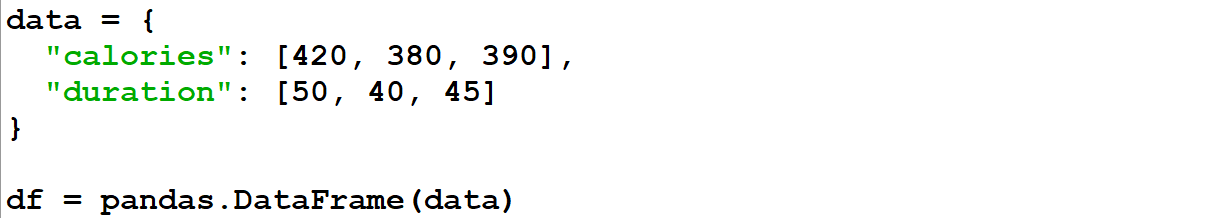 data = {
  "calories": [420, 380, 390],
  "duration": [50, 40, 45]
}

df = pandas.DataFrame(data)